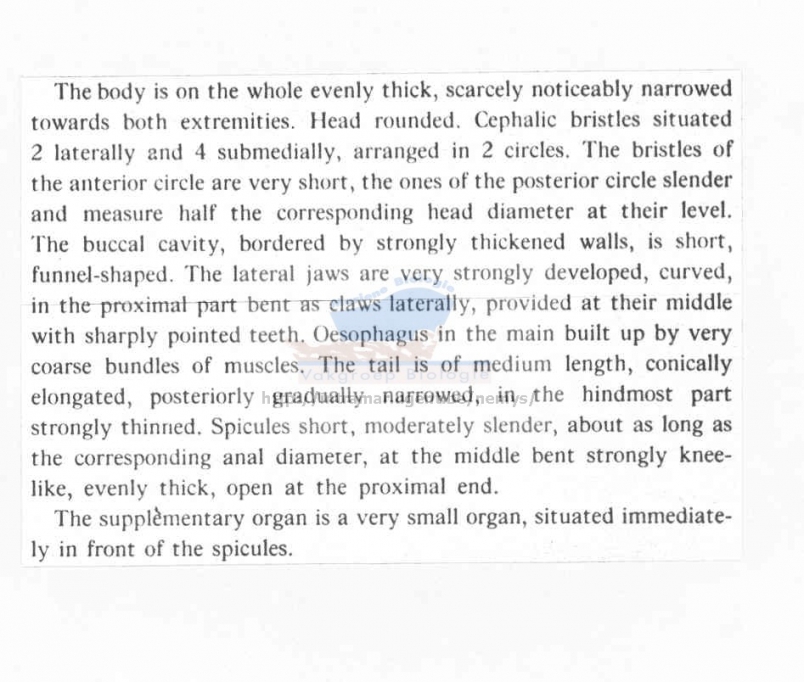 The body is on the whole evenly thick, scarcely noticeably narrowed
towards both extremities. Head rounded. Cephalic bristles situated
2 laterally and 4 submedially, arranged in 2 circles. The bristles of
the anterior circle are very short, the ones of the posterior circle slender
and measure half the corresponding head diameter at their level.
The buccal cavity, bordered by strongly thickened walls, is short,
funnel-shaped. The lateral jaws are very strongly developed, curved,
in the proximal part bent as claws laterally, provided at their middle
with sharply pointed teeth. Oesophagus in the main built up by very
coarse bundles of muscles. The tail is of medium length, conically
Vakgroep Biologie
elongated, posteriorly gradually narrowed, in the hindmost part
strongly thinned. Spicules short, moderately slender, about as long as
the corresponding anal diameter, at the middle bent strongly knee-
like, evenly thick, open at the proximal end.
The supplèmentary organ is a very small organ, situated immediate-
ly in front of the spicules.